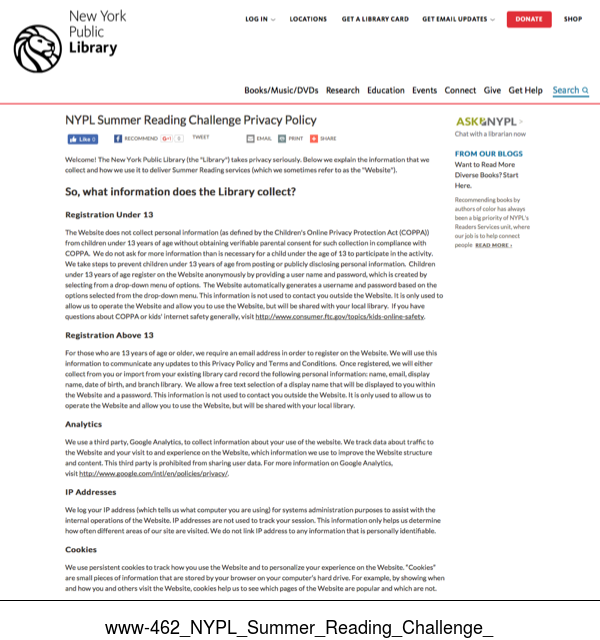 New York
Public
Library
LOG IN
LOCATIONS
GET A LIBRARY CARD
GET EMAIL UPDATES
DONATE
SHOP
Books/Music/DVDs Research Education Events Connect Give Get Help Search
NYPL Summer Reading Challenge Privacy Policy
Like 0 RECOMMEND G+1 0 TWEET EMAIL PRINT SHARE
Welcome! The New York Public Library (the "Library") takes privacy seriously. Below we explain the information that we
collect and how we use it to deliver Summer Reading services (which we sometimes refer to as the "Website").
So, what information does the Library collect?
Registration Under 13
The Website does not collect personal information (as defined by the Children's Online Privacy Protection Act (COPPA))
from children under 13 years of age without obtaining verifiable parental consent for such collection in compliance with
COPPA. We do not ask for more information than is necessary for a child under the age of 13 to participate in the activity.
We take steps to prevent children under 13 years of age from posting or publicly disclosing personal information. Children
under 13 years of age register on the Website anonymously by providing a user name and password, which is created by
selecting from a drop-down menu of options. The Website automatically generates a username and password based on the
options selected from the drop-down menu. This information is not used to contact you outside the Website. It is only used to
allow us to operate the Website and allow you to use the Website, but will be shared with your local library. If you have
questions about COPPA or kids' internet safety generally, visit http://www.consumer.ftc.gov/topics/kids-online-safety.
Registration Above 13
For those who are 13 years of age or older, we require an email address in order to register on the Website. We will use this
information to communicate any updates to this Privacy Policy and Terms and Conditions. Once registered, we will either
collect from you or import from your existing library card record the following personal information: name, email, display
name, date of birth, and branch library. We allow a free text selection of a display name that will be displayed to you within
the Website and a password. This information is not used to contact you outside the Website. It is only used to allow us to
operate the Website and allow you to use the Website, but will be shared with your local library.
Analytics
We use a third party, Google Analytics, to collect information about your use of the website. We track data about traffic to
the Website and your visit to and experience on the Website, which information we use to improve the Website structure
and content. This third party is prohibited from sharing user data. For more information on Google Analytics,
visit http://www.google.com/intl/en/policies/privacy/.
IP Addresses
We log your IP address (which tells us what computer you are using) for systems administration purposes to assist with the
internal operations of the Website. IP addresses are not used to track your session. This information only helps us determine
how often different areas of our site are visited. We do not link IP address to any information that is personally identifiable.
Cookies
We use persistent cookies to track how you use the Website and to personalize your experience on the Website. "Cookies"
are small pieces of information that are stored by your browser on your computer's hard drive. For example, by showing when
and how you and others visit the Website, cookies help us to see which pages of the Website are popular and which are not.
ASK NYPL >
Chat with a librarian now
FROM OUR BLOGS
Want to Read More
Diverse Books? Start
Here.
Recommending books by
authors of color has always
been a big priority of NYPL's
Readers Services unit, where
our job is to help connect
people READ MORE ›
www-462_NYPL_Summer_Reading_Challenge_